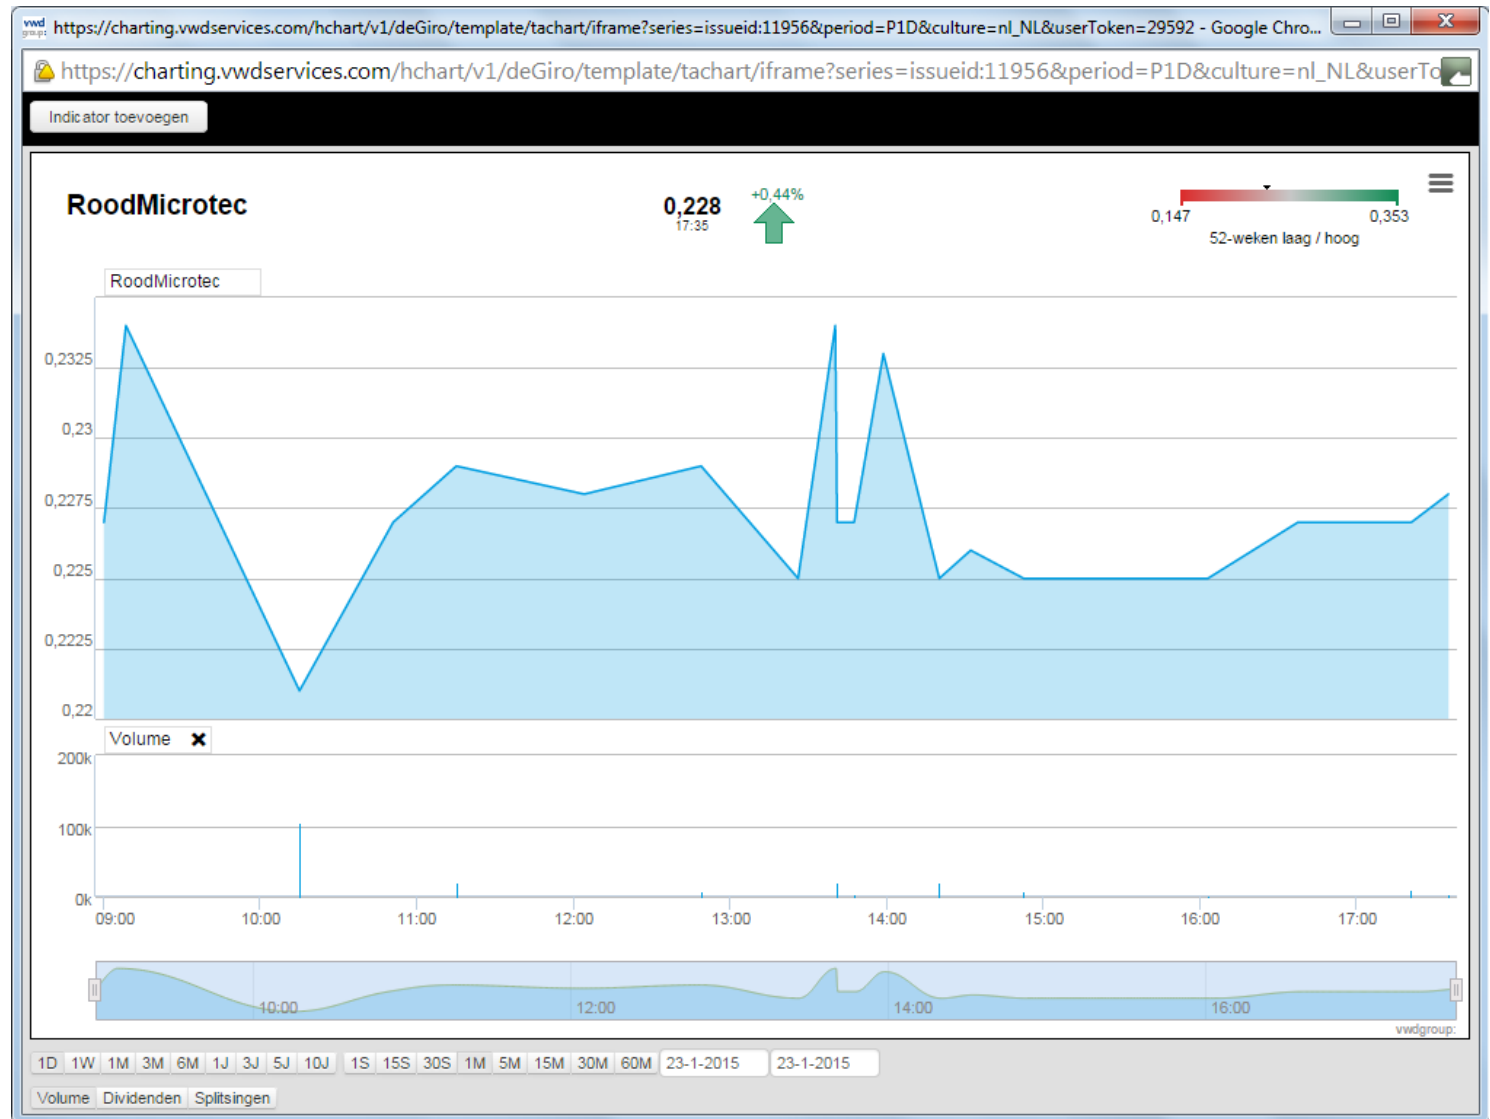 vwd group: https://charting.vwdservices.com/hchart/v1/deGiro/template/tachart/iframe?series=issueid:11956&period=P1D&culture=nl_NL&userToken=29592 - Google Chro...
https://charting.vwdservices.com/hchart/v1/deGiro/template/tachart/iframe?series=issueid:11956&period=P1D&culture=nl_NL&userTo
Indicator toevoegen
RoodMicrotec
0,228
17:35
+0,44%
0,147
0,353
52-weken laag / hoog
RoodMicrotec
0,2325
0,23
0,2275
0,225
0,2225
0,22
Volume
200k
100k
0k
09:00 10:00 11:00 12:00 13:00 14:00 15:00 16:00 17:00
10:00 12:00 14:00 16:00
vwdgroup:
1D 1W 1M 3M 6M 1J 3J 5J 10J 1S 15S 30S 1M 5M 15M 30M 60M 23-1-2015 23-1-2015
Volume Dividenden Splitsingen